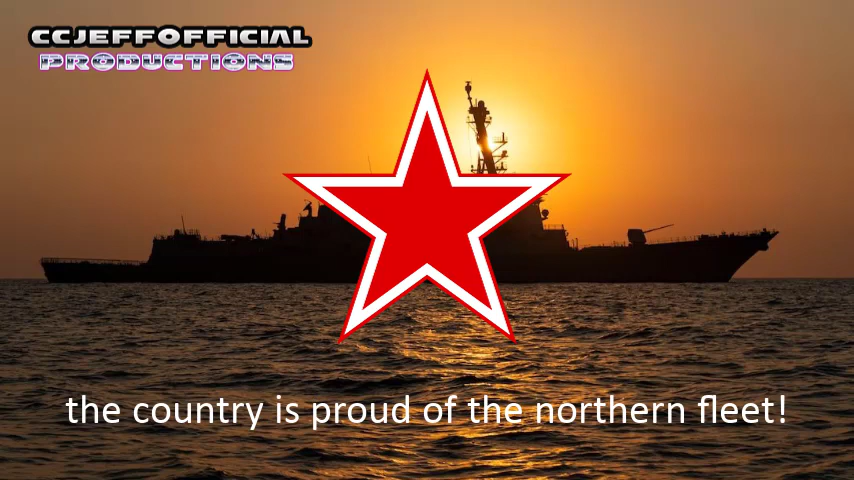 CCJEFFOFFICIAL
PRODUCTIONS
the country is proud of the northern fleet!